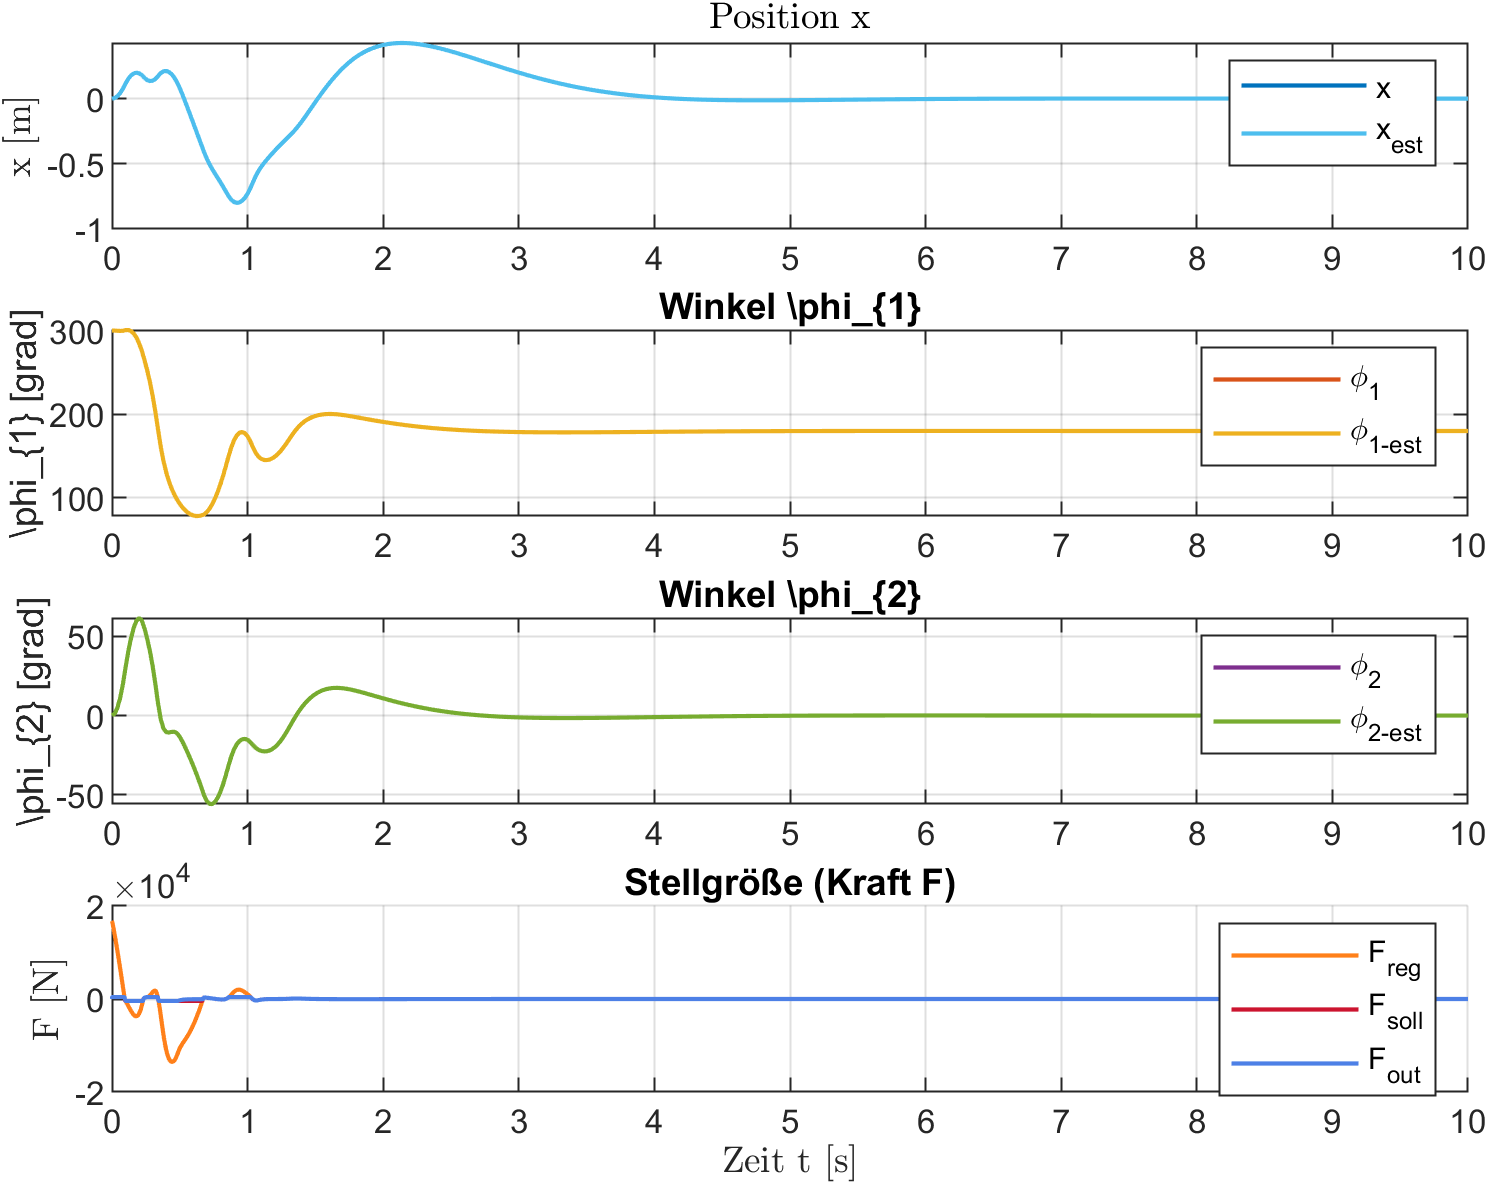 Position x
x [m]
0
-0.5
-1
x
x_est
0 1 2 3 4 5 6 7 8 9 10
Winkel \phi_{1}
\phi_{1} [grad]
300
200
100
ϕ_1
ϕ_1-est
0 1 2 3 4 5 6 7 8 9 10
Winkel \phi_{2}
\phi_{2} [grad]
50
0
-50
ϕ_2
ϕ_2-est
0 1 2 3 4 5 6 7 8 9 10
Stellgröße (Kraft F)
×10^4
F [N]
2
0
-2
F_reg
F_soll
F_out
0 1 2 3 4 5 6 7 8 9 10
Zeit t [s]